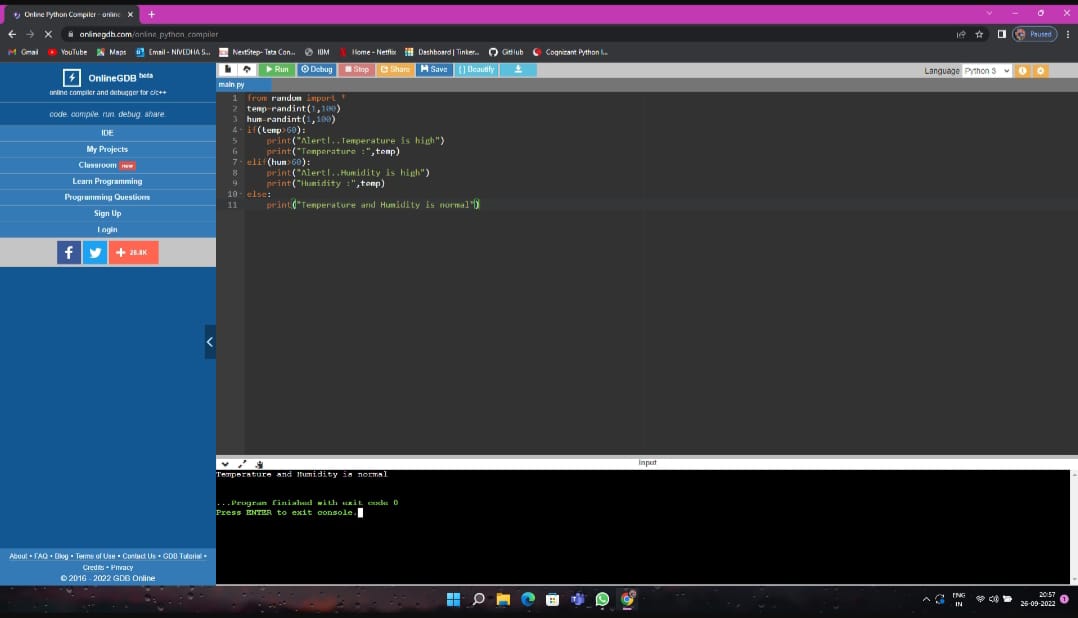 Online Python Compiler - online
onlinegdb.com/online_python_compiler
Paused
Gmail YouTube Maps Email - NIVEDHA S... NextStep- Tata Con... IBM Home - Netflix Dashboard | Tinker... GitHub Cognizant Python I...
OnlineGDB beta
online compiler and debugger for c/c++
code. compile. run. debug. share.
IDE
My Projects
Classroom new
Learn Programming
Programming Questions
Sign Up
Login
28.8K
About • FAQ • Blog • Terms of Use • Contact Us • GDB Tutorial •
Credits • Privacy
© 2016 - 2022 GDB Online
Run Debug Stop Share Save {} Beautify
Language Python 3
main.py
1 from random import *
2 temp=randint(1,100)
3 hum=randint(1,100)
4 if(temp>60):
5 print("Alert!..Temperature is high")
6 print("Temperature :",temp)
7 elif(hum>60):
8 print("Alert!..Humidity is high")
9 print("Humidity :",temp)
10 else:
11 print("Temperature and Humidity is normal")
input
Temperature and Humidity is normal
...Program finished with exit code 0
Press ENTER to exit console.
ENG
IN
20:57
26-09-2022
1